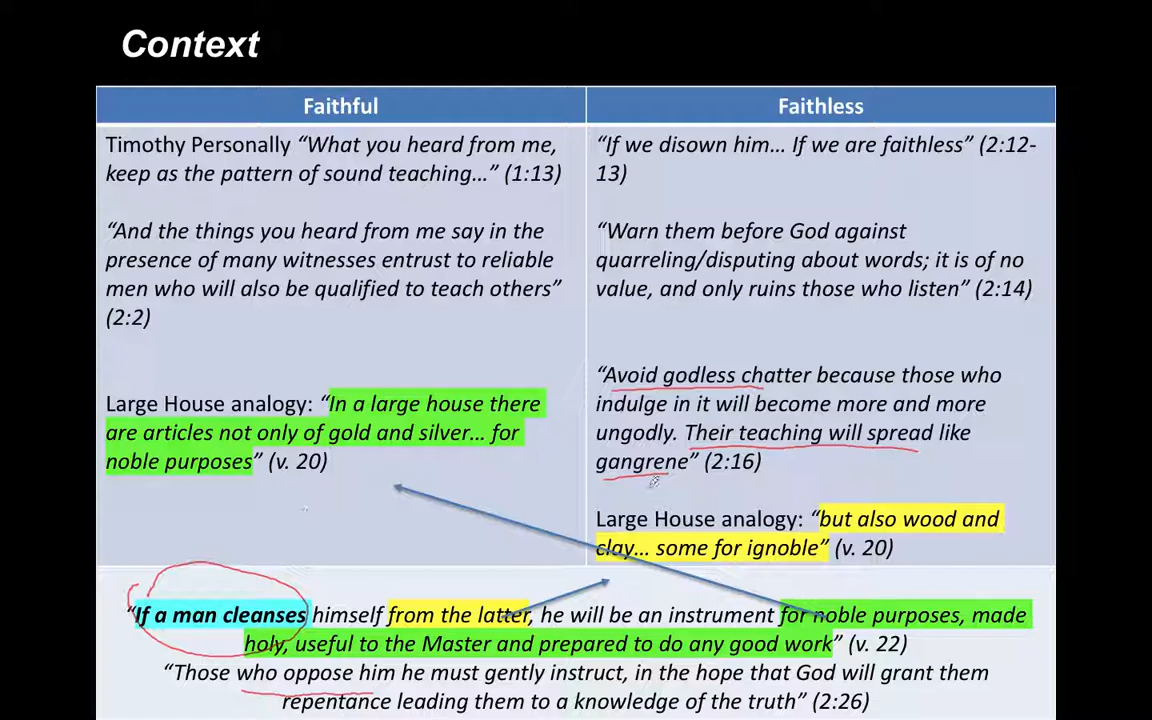 Context
Faithful
Timothy Personally “What you heard from me,
keep as the pattern of sound teaching…” (1:13)
“And the things you heard from me say in the
presence of many witnesses entrust to reliable
men who will also be qualified to teach others”
(2:2)
Large House analogy: “In a large house there
are articles not only of gold and silver… for
noble purposes” (v. 20)
Faithless
“If we disown him… If we are faithless” (2:12-
13)
“Warn them before God against
quarreling/disputing about words; it is of no
value, and only ruins those who listen” (2:14)
“Avoid godless chatter because those who
indulge in it will become more and more
ungodly. Their teaching will spread like
gangrene” (2:16)
Large House analogy: “but also wood and
clay… some for ignoble” (v. 20)
“If a man cleanses himself from the latter, he will be an instrument for noble purposes, made
holy, useful to the Master and prepared to do any good work” (v. 22)
“Those who oppose him he must gently instruct, in the hope that God will grant them
repentance leading them to a knowledge of the truth” (2:26)